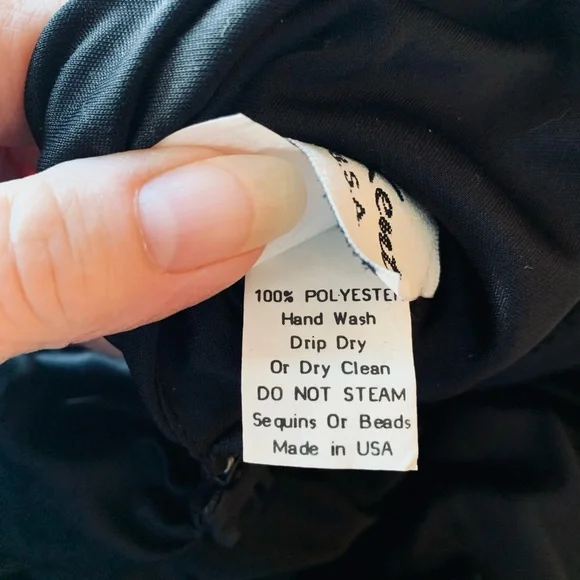 U.S.A.
100% POLYESTER
Hand Wash
Drip Dry
Or Dry Clean
DO NOT STEAM
Sequins Or Beads
Made in USA